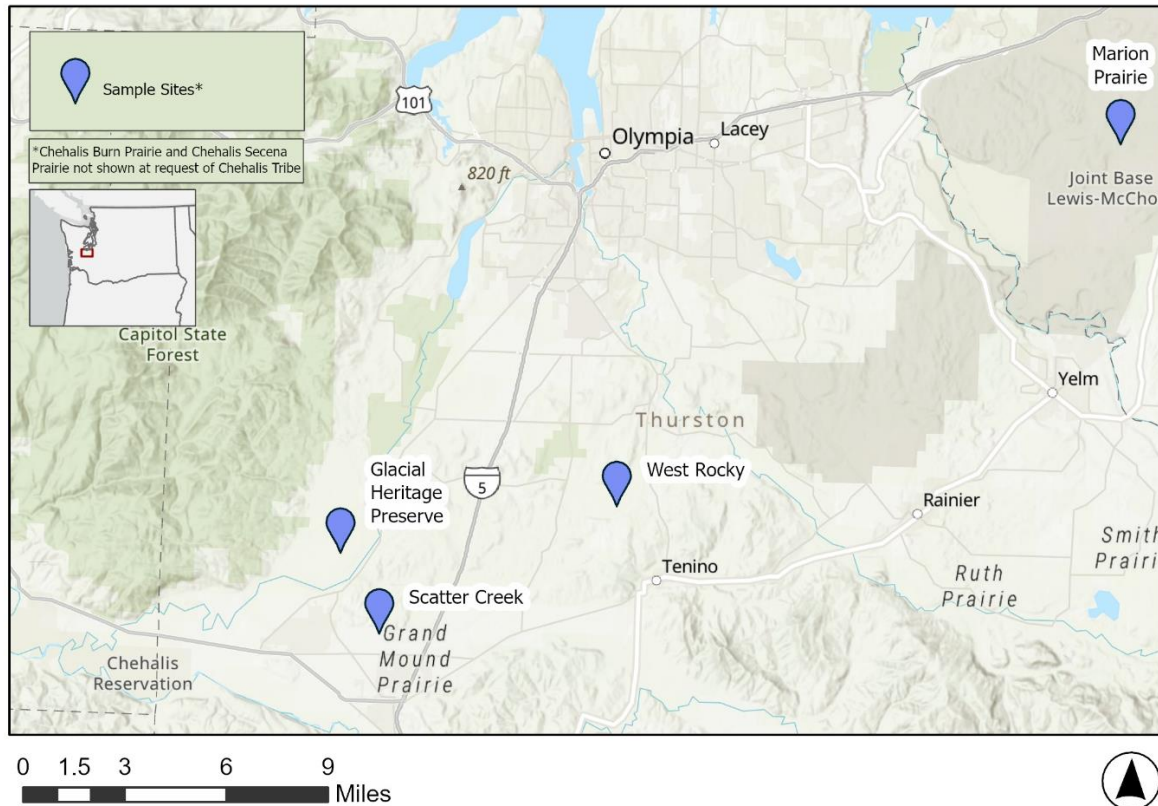 Sample Sites*
*Chehalis Burn Prairie and Chehalis Secena
Prairie not shown at request of Chehalis Tribe
101
820 ft
Olympia
Lacey
Marion
Prairie
Joint Base
Lewis-McCho
Capitol State
Forest
Yelm
Thurston
Glacial
Heritage
Preserve
5
West Rocky
Rainier
Smith
Prairi
Tenino
Ruth
Prairie
Scatter Creek
Grand
Mound
Prairie
Chehalis
Reservation
0 1.5 3 6 9
Miles